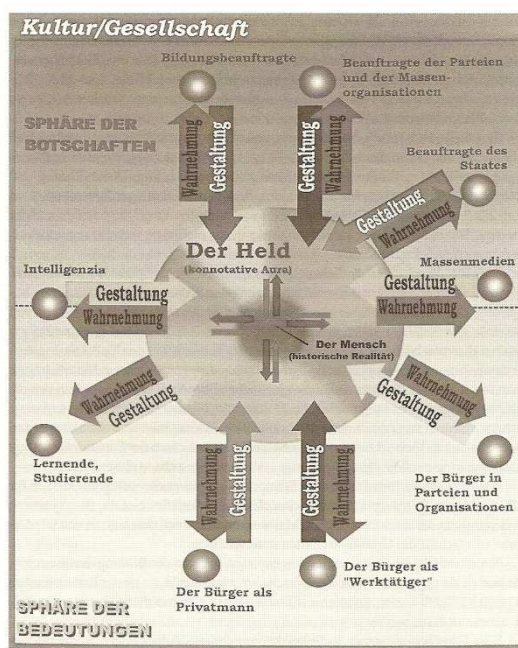 Kultur/Gesellschaft
Bildungsbeauftragte
Beauftragte der Parteien
und der Massen-
organisationen
SPHÄRE DER
BOTSCHAFTEN
Beauftragte des
Staates
Wahrnehmung
Gestaltung
Gestaltung
Wahrnehmung
Gestaltung
Wahrnehmung
Der Held
(konnotative Aura)
Intelligenzia
Massenmedien
Gestaltung
Wahrnehmung
Gestaltung
Wahrnehmung
Der Mensch
(historische Realität)
Wahrnehmung
Gestaltung
Wahrnehmung
Gestaltung
Lernende,
Studierende
Der Bürger in
Parteien und
Organisationen
Wahrnehmung
Gestaltung
Gestaltung
Wahrnehmung
Der Bürger als
Privatmann
Der Bürger als
"Werktätiger"
SPHÄRE DER
BEDEUTUNGEN